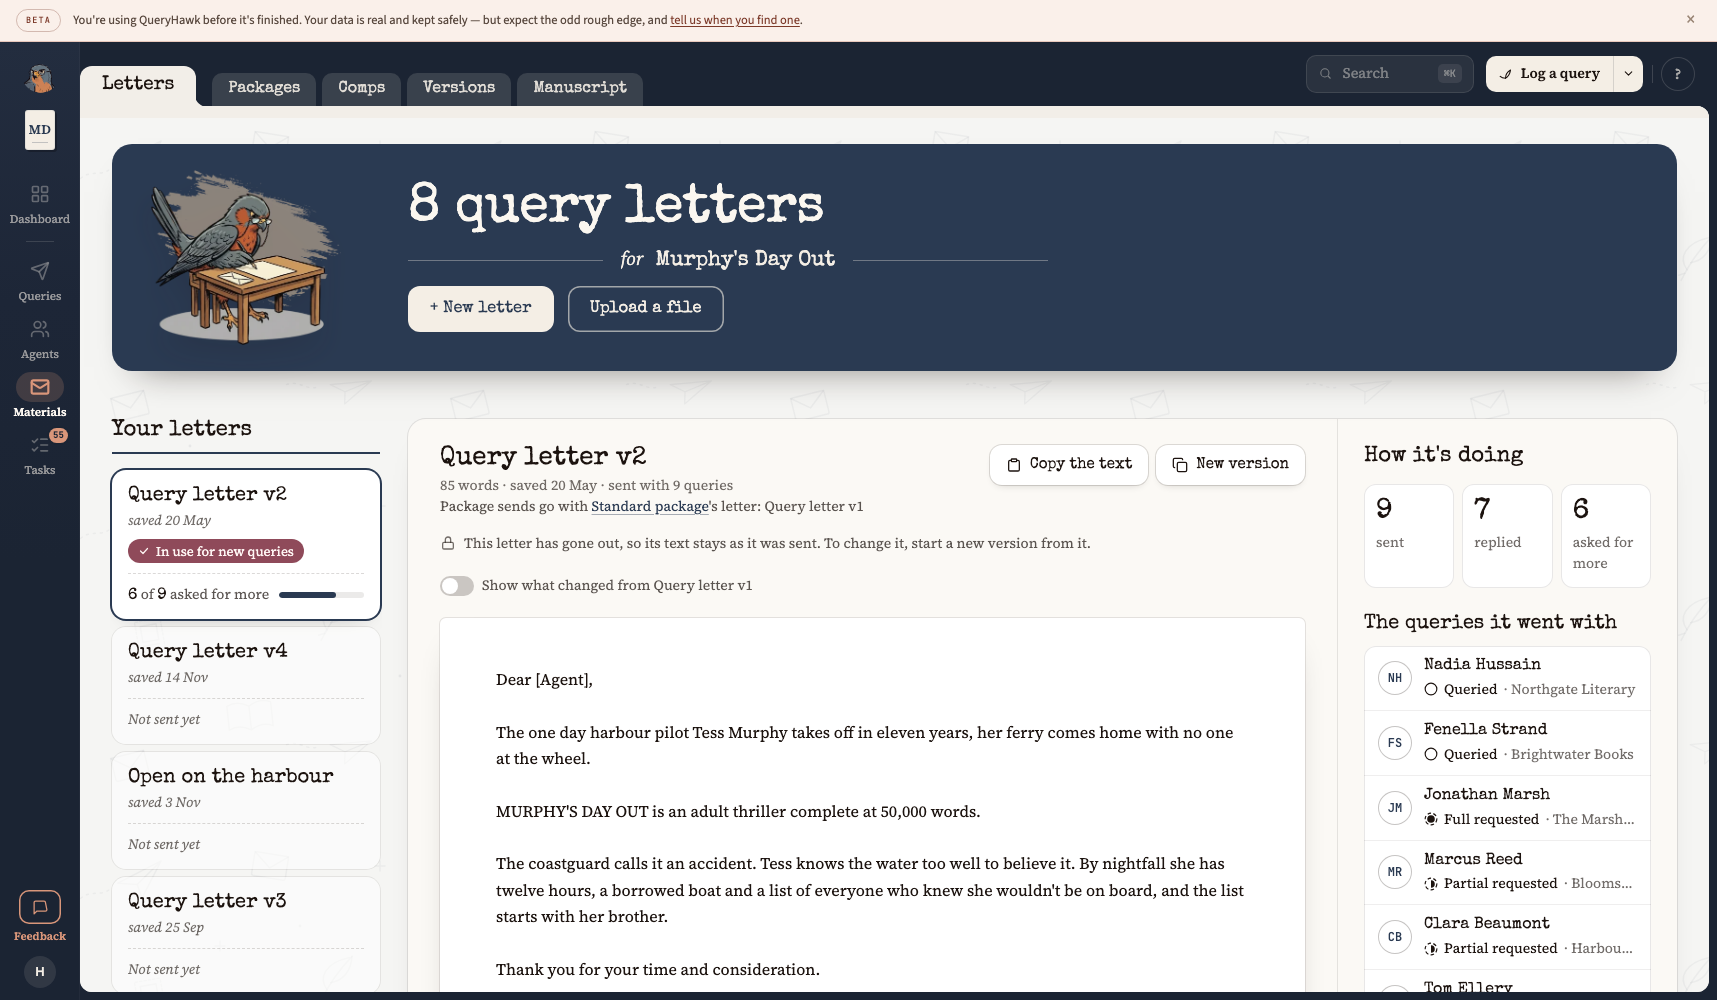 BETA
You're using QueryHawk before it's finished. Your data is real and kept safely — but expect the odd rough edge, and tell us when you find one.
×
MD
Dashboard
Queries
Agents
Materials
55
Tasks
Feedback
H
Letters
Packages
Comps
Versions
Manuscript
Search
⌘K
Log a query
?
8 query letters
for Murphy's Day Out
+ New letter
Upload a file
Your letters
Query letter v2
saved 20 May
In use for new queries
6 of 9 asked for more
Query letter v4
saved 14 Nov
Not sent yet
Open on the harbour
saved 3 Nov
Not sent yet
Query letter v3
saved 25 Sep
Not sent yet
Query letter v2
85 words · saved 20 May · sent with 9 queries
Package sends go with Standard package's letter: Query letter v1
Copy the text
New version
This letter has gone out, so its text stays as it was sent. To change it, start a new version from it.
Show what changed from Query letter v1
Dear [Agent],
The one day harbour pilot Tess Murphy takes off in eleven years, her ferry comes home with no one
at the wheel.
MURPHY'S DAY OUT is an adult thriller complete at 50,000 words.
The coastguard calls it an accident. Tess knows the water too well to believe it. By nightfall she has
twelve hours, a borrowed boat and a list of everyone who knew she wouldn't be on board, and the list
starts with her brother.
Thank you for your time and consideration.
How it's doing
9
sent
7
replied
6
asked for
more
The queries it went with
NH
Nadia Hussain
Queried · Northgate Literary
FS
Fenella Strand
Queried · Brightwater Books
JM
Jonathan Marsh
Full requested · The Marsh...
MR
Marcus Reed
Partial requested · Blooms...
CB
Clara Beaumont
Partial requested · Harbou...
Tom Ellery